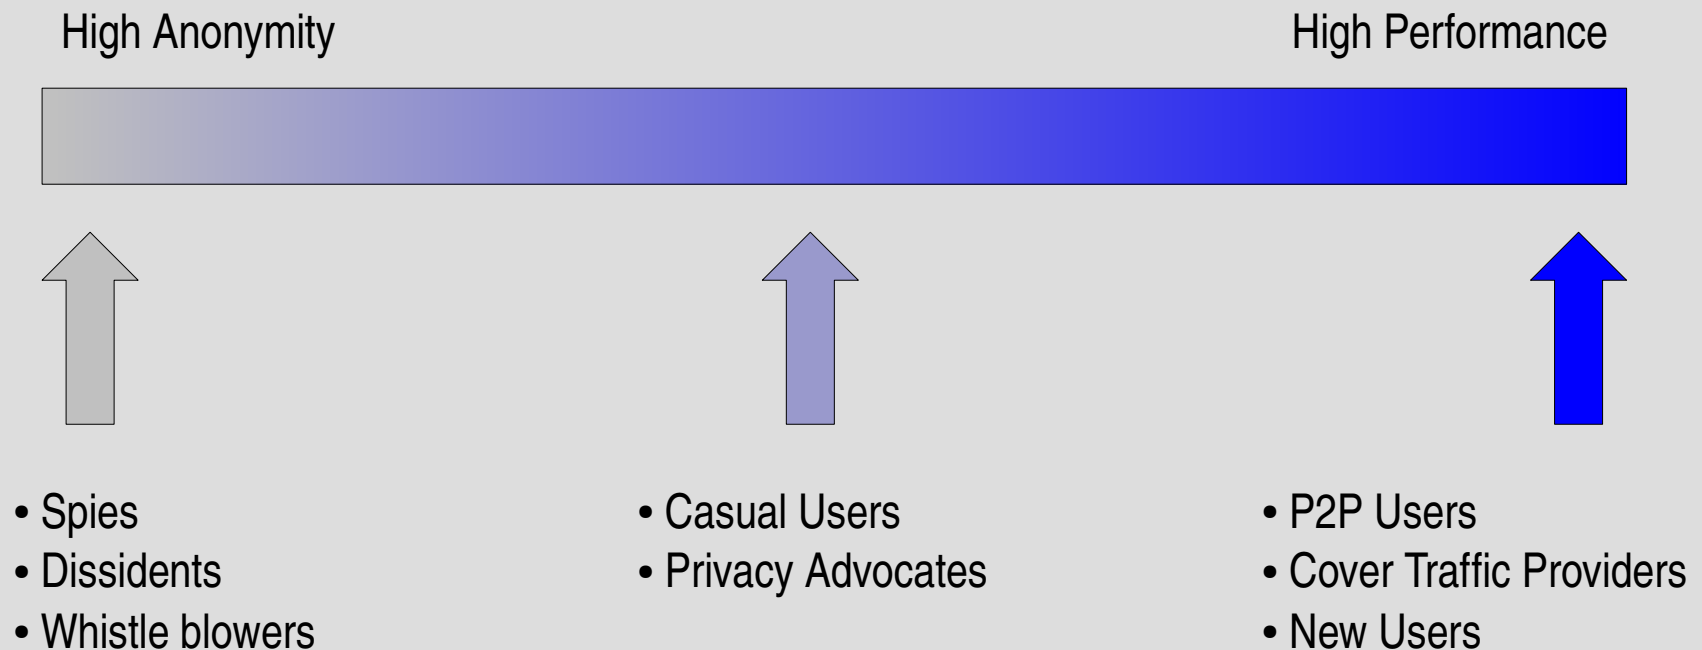 High Anonymity
High Performance
• Spies
• Dissidents
• Whistle blowers
• Casual Users
• Privacy Advocates
• P2P Users
• Cover Traffic Providers
• New Users